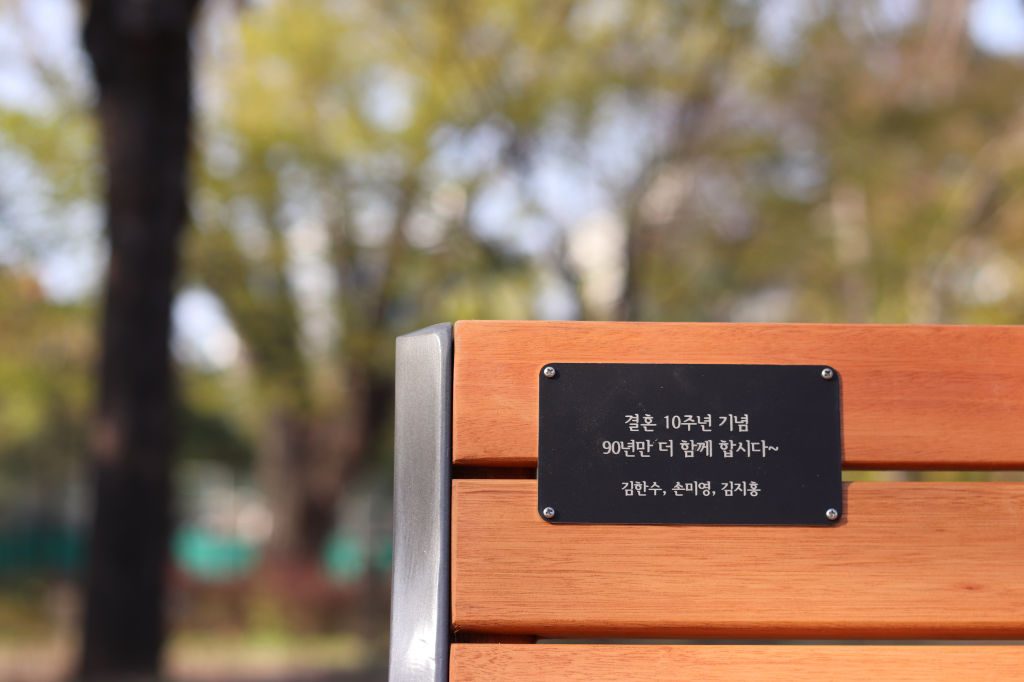 결혼 10주년 기념
90년만 더 함께 합시다~
김한수, 손미영, 김지홍